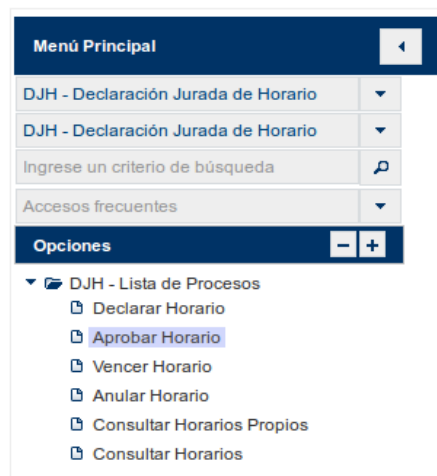 Menú Principal
DJH - Declaración Jurada de Horario
DJH - Declaración Jurada de Horario
Ingrese un criterio de búsqueda
Accesos frecuentes
Opciones
DJH - Lista de Procesos
Declarar Horario
Aprobar Horario
Vencer Horario
Anular Horario
Consultar Horarios Propios
Consultar Horarios